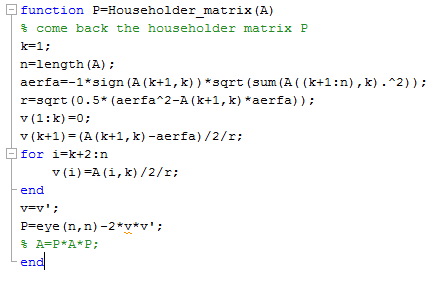 function P=Householder_matrix(A)
% come back the householder matrix P
k=1;
n=length(A);
aerfa=-1*sign(A(k+1,k))*sqrt(sum(A((k+1:n),k).^2));
r=sqrt(0.5*(aerfa^2-A(k+1,k)*aerfa));
v(1:k)=0;
v(k+1)=(A(k+1,k)-aerfa)/2/r;
for i=k+2:n
    v(i)=A(i,k)/2/r;
end
v=v';
P=eye(n,n)-2*v*v';
% A=P*A*P;
end